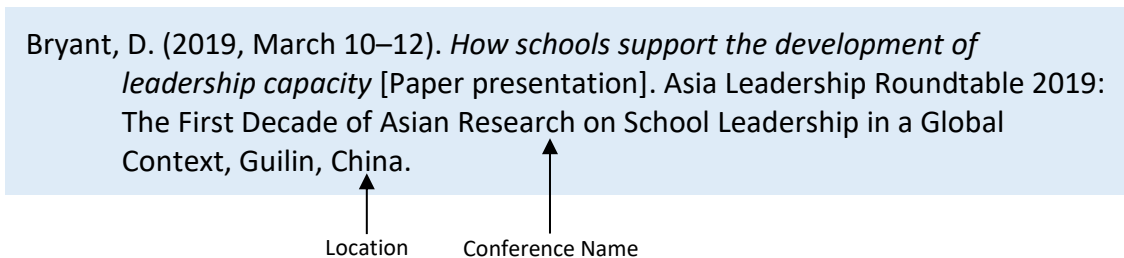 Bryant, D. (2019, March 10–12). How schools support the development of
leadership capacity [Paper presentation]. Asia Leadership Roundtable 2019:
The First Decade of Asian Research on School Leadership in a Global
Context, Guilin, China.
Location Conference Name